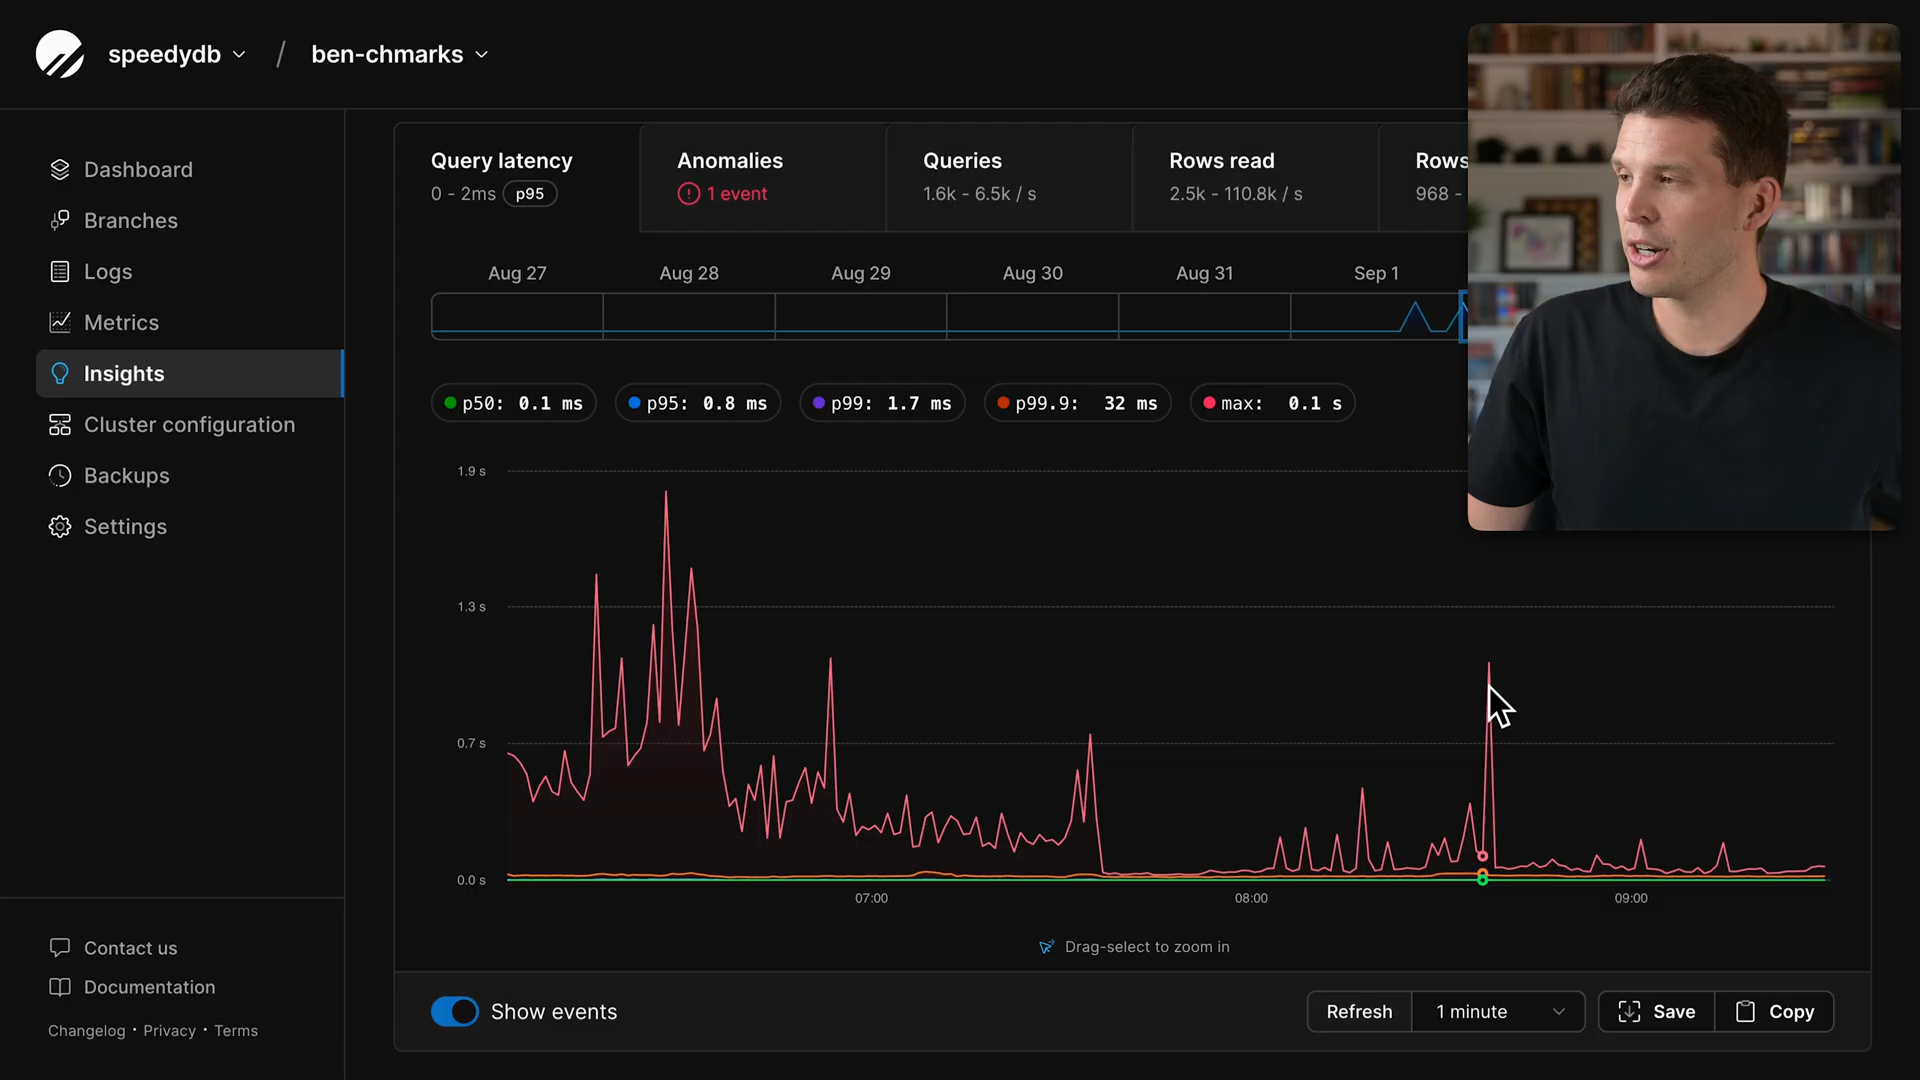 speedydb / ben-chmarks
Dashboard
Branches
Logs
Metrics
Insights
Cluster configuration
Backups
Settings
Contact us
Documentation
Changelog · Privacy · Terms
Query latency
0 - 2ms p95
Anomalies
1 event
Queries
1.6k - 6.5k / s
Rows read
2.5k - 110.8k / s
Rows
968 -
Aug 27 Aug 28 Aug 29 Aug 30 Aug 31 Sep 1
p50: 0.1 ms p95: 0.8 ms p99: 1.7 ms p99.9: 32 ms max: 0.1 s
1.9 s
1.3 s
0.7 s
0.0 s
07:00 08:00 09:00
Drag-select to zoom in
Show events
Refresh 1 minute Save Copy